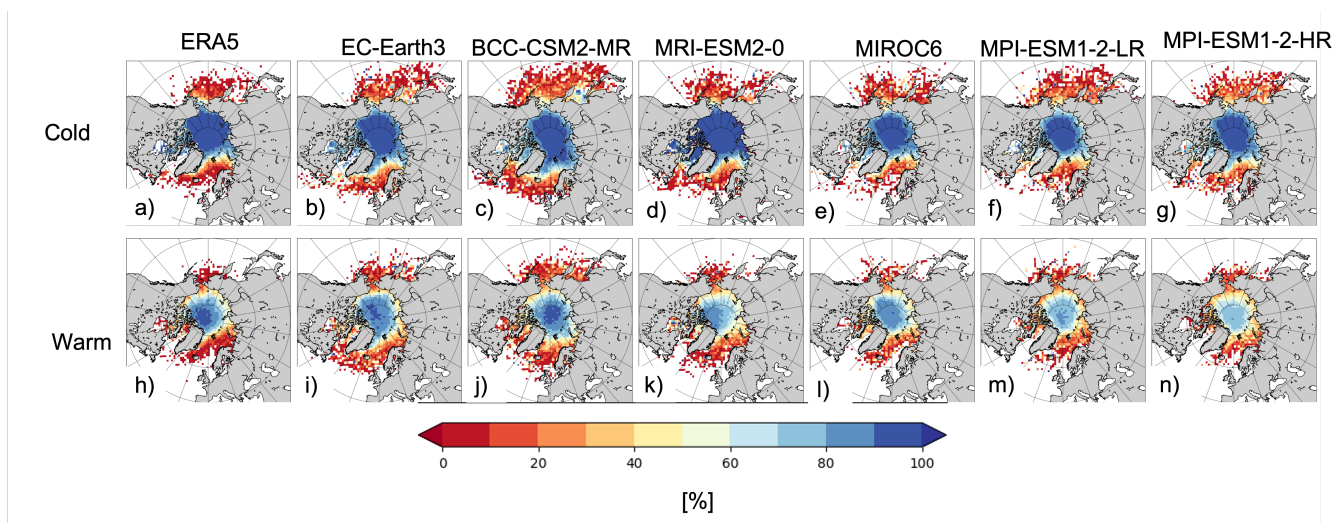 ERA5 EC-Earth3 BCC-CSM2-MR MRI-ESM2-0 MIROC6 MPI-ESM1-2-LR MPI-ESM1-2-HR
Cold
a) b) c) d) e) f) g)
Warm
h) i) j) k) l) m) n)
0 20 40 60 80 100
[%]